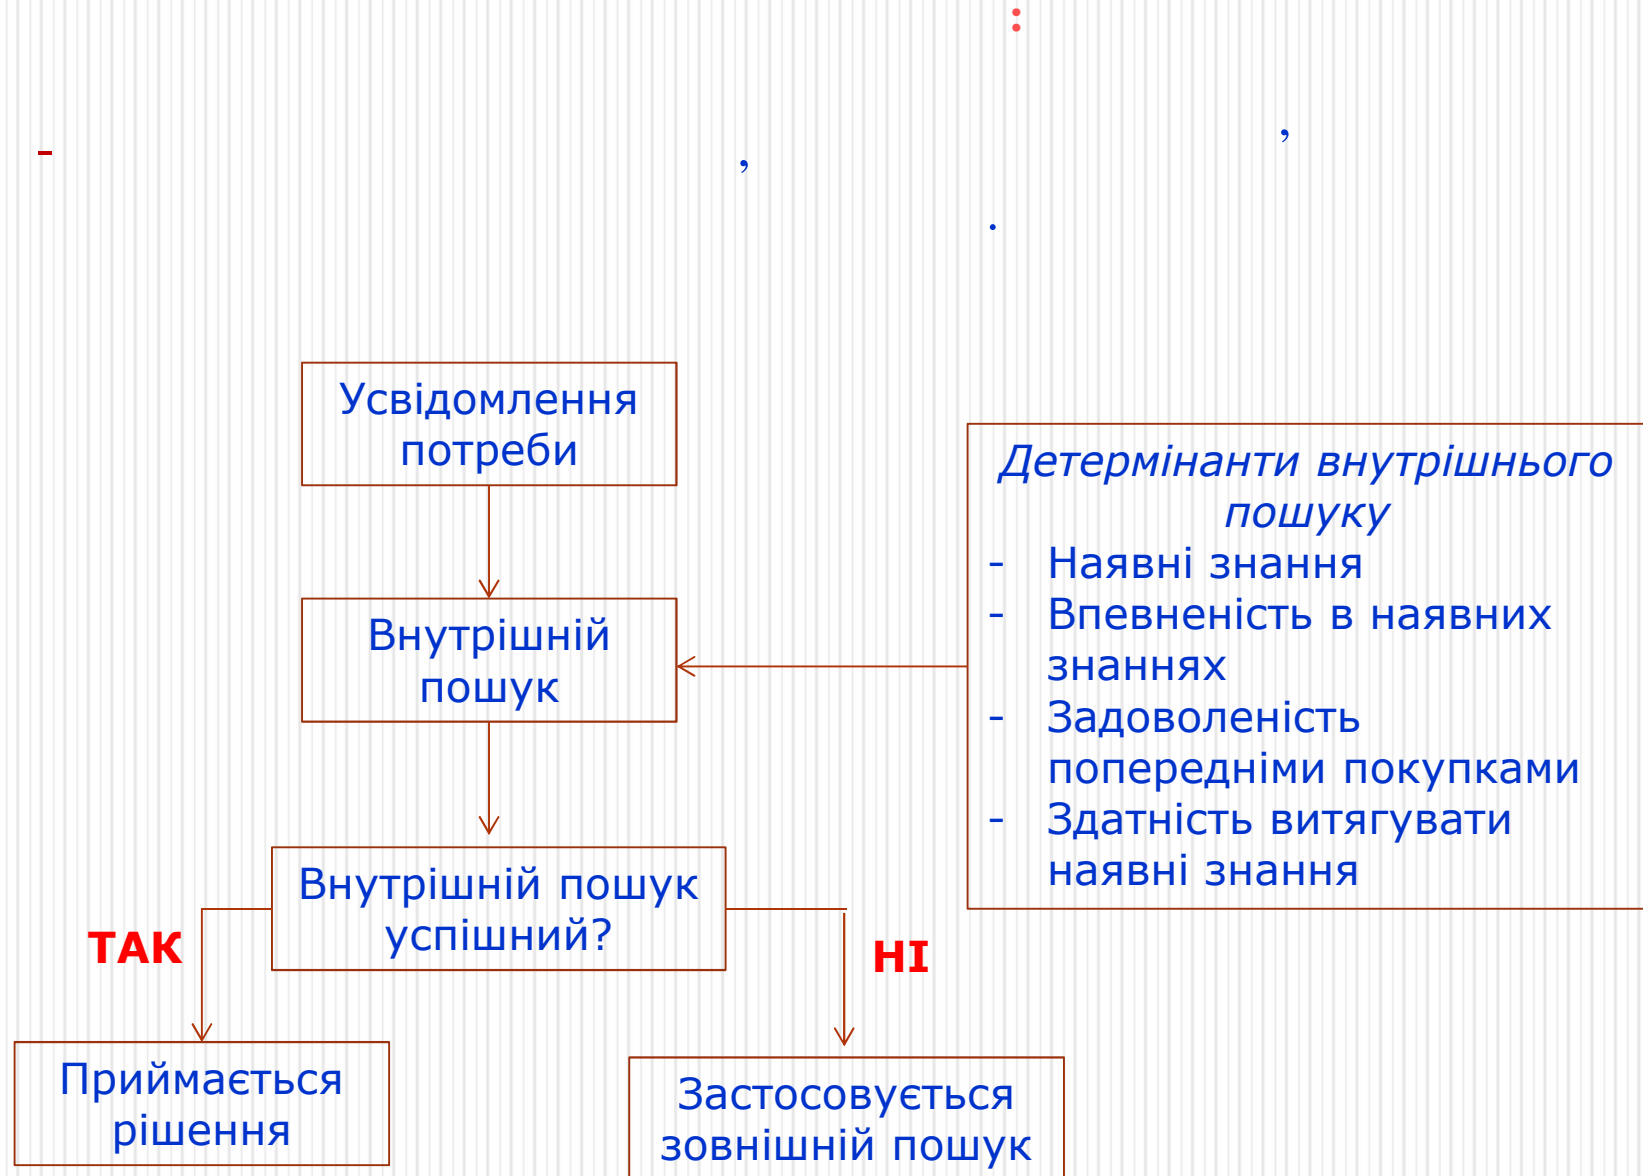 :
-
,
,
.
Усвідомлення
потреби
Внутрішній
пошук
Детермінанти внутрішнього
пошуку
- Наявні знання
- Впевненість в наявних
знаннях
- Задоволеність
попередніми покупками
- Здатність витягувати
наявні знання
Внутрішній пошук
успішний?
ТАК
НІ
Приймається
рішення
Застосовується
зовнішній пошук